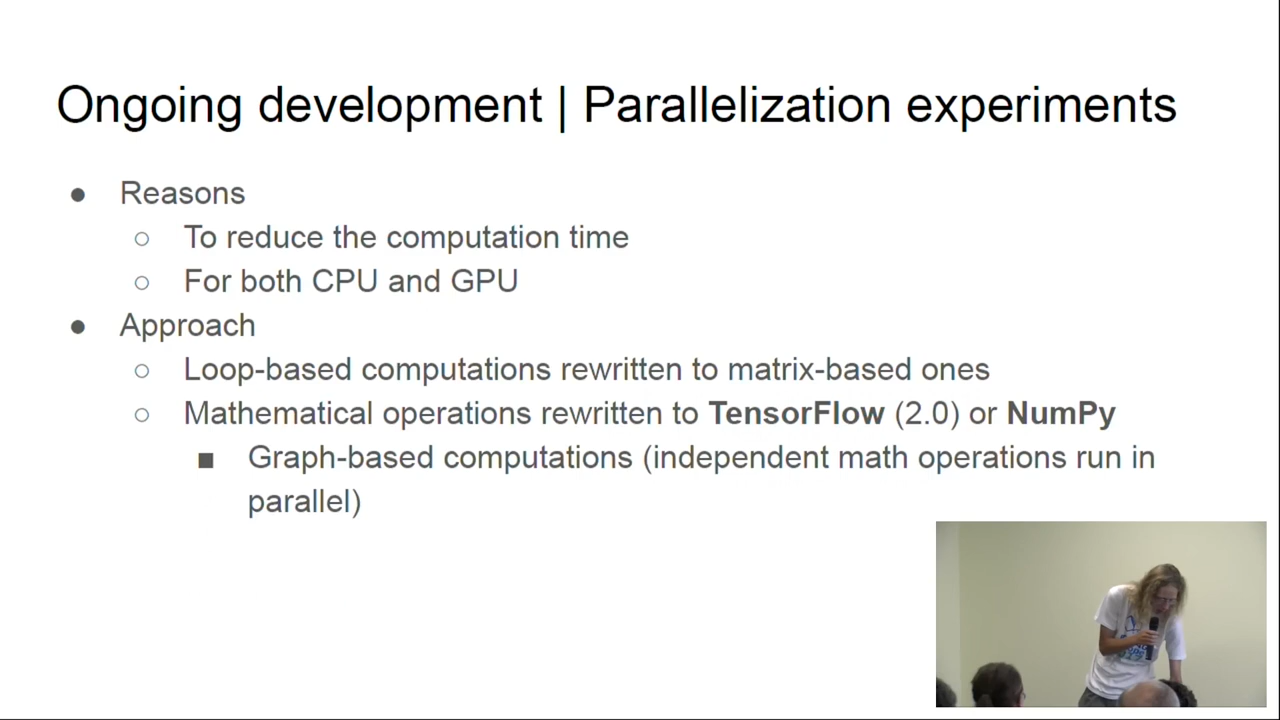 Ongoing development | Parallelization experiments
● Reasons
○ To reduce the computation time
○ For both CPU and GPU
● Approach
○ Loop-based computations rewritten to matrix-based ones
○ Mathematical operations rewritten to TensorFlow (2.0) or NumPy
■ Graph-based computations (independent math operations run in
parallel)